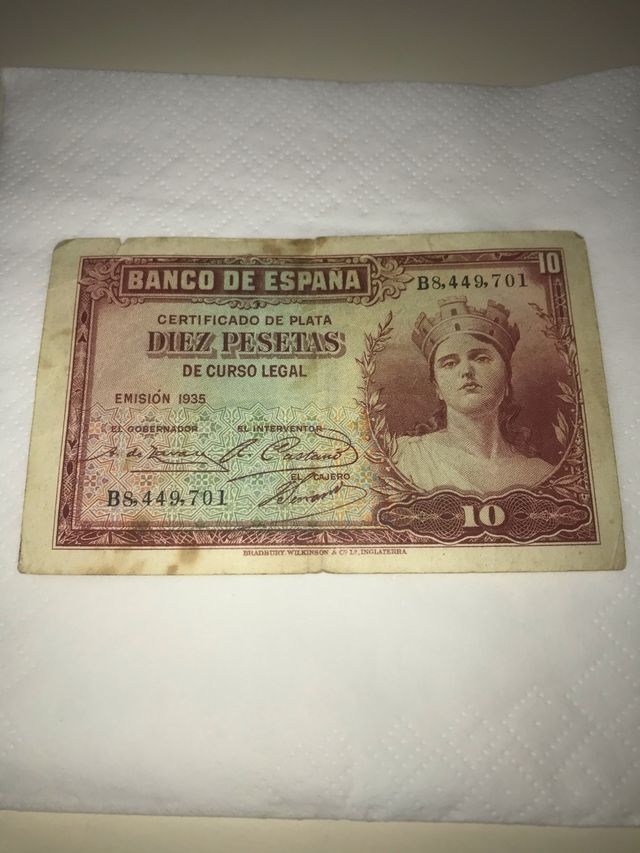 BANCO DE ESPAÑA
10
B8,449,701
CERTIFICADO DE PLATA
DIEZ PESETAS
DE CURSO LEGAL
EMISIÓN 1935
EL GOBERNADOR
EL INTERVENTOR
EL CAJERO
B8,449,701
10
BRADBURY, WILKINSON & Cº Lº, INGLATERRA